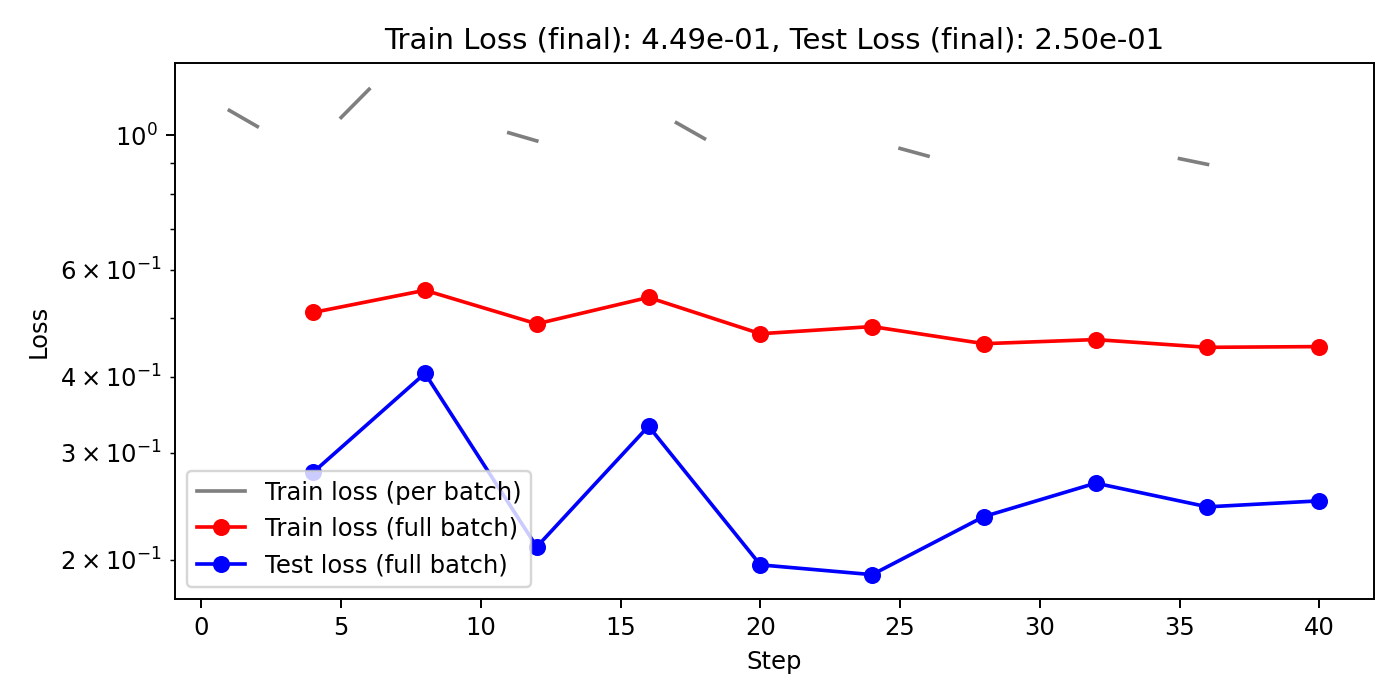 Train Loss (final): 4.49e-01, Test Loss (final): 2.50e-01
Loss
10⁰
6 × 10⁻¹
4 × 10⁻¹
3 × 10⁻¹
2 × 10⁻¹
Train loss (per batch)
Train loss (full batch)
Test loss (full batch)
0 5 10 15 20 25 30 35 40
Step